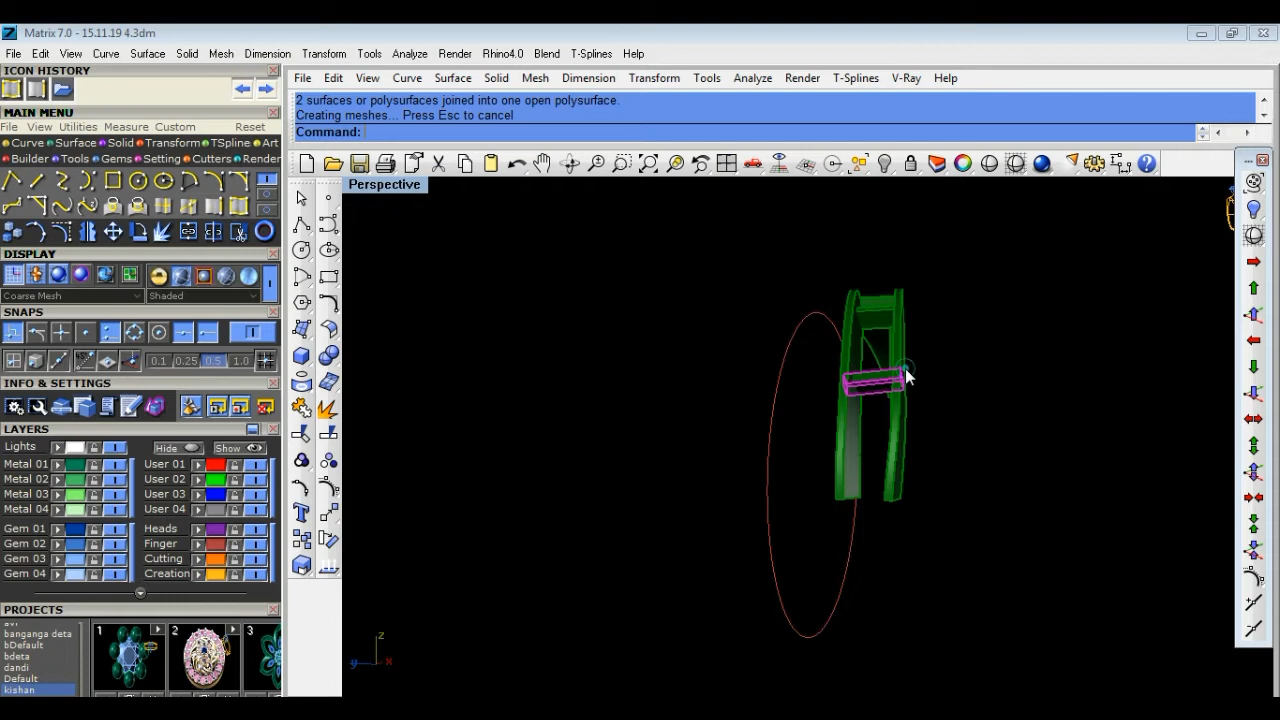 Matrix 7.0 - 15.11.19 4.3dm
File Edit View Curve Surface Solid Mesh Dimension Transform Tools Analyze Render Rhino4.0 Blend T-Splines Help
ICON HISTORY
MAIN MENU
File View Utilities Measure Custom Reset
Curve Surface Solid Transform TSpline Art
Builder Tools Gems Setting Cutters Render
DISPLAY
Coarse Mesh Shaded
SNAPS
0.1 0.25 0.5 1.0
INFO & SETTINGS
LAYERS
Lights Hide Show
Metal 01 User 01
Metal 02 User 02
Metal 03 User 03
Metal 04 User 04
Gem 01 Heads
Gem 02 Finger
Gem 03 Cutting
Gem 04 Creation
PROJECTS
banganga deta
bDefault
bdeta
dandi
Default
kishan
1 2 3
File Edit View Curve Surface Solid Mesh Dimension Transform Tools Analyze Render T-Splines V-Ray Help
2 surfaces or polysurfaces joined into one open polysurface.
Creating meshes... Press Esc to cancel
Command:
Perspective
z
y x